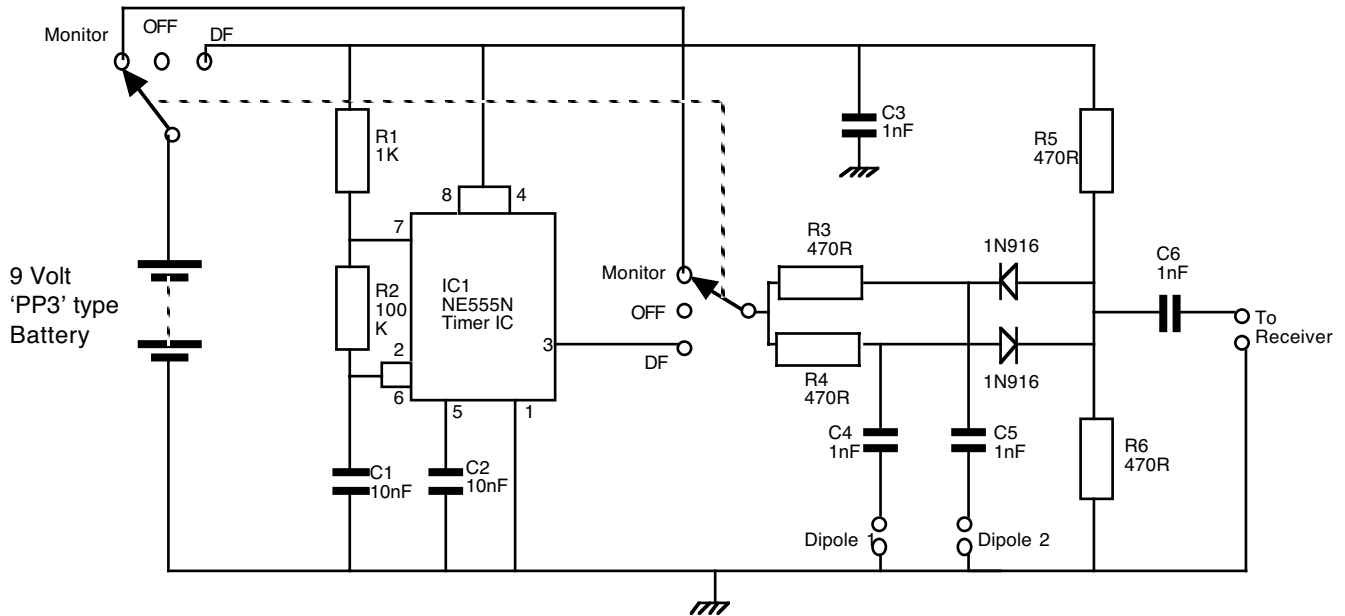 Monitor
OFF
DF
R1
1K
8
4
7
C3
1nF
R5
470R
R3
470R
1N916
C6
1nF
9 Volt
‘PP3’ type
Battery
R2
100
K
IC1
NE555N
Timer IC
Monitor
OFF
DF
To
Receiver
2
3
6
5
1
R4
470R
1N916
C4
1nF
C5
1nF
R6
470R
C1
10nF
C2
10nF
Dipole 1
Dipole 2